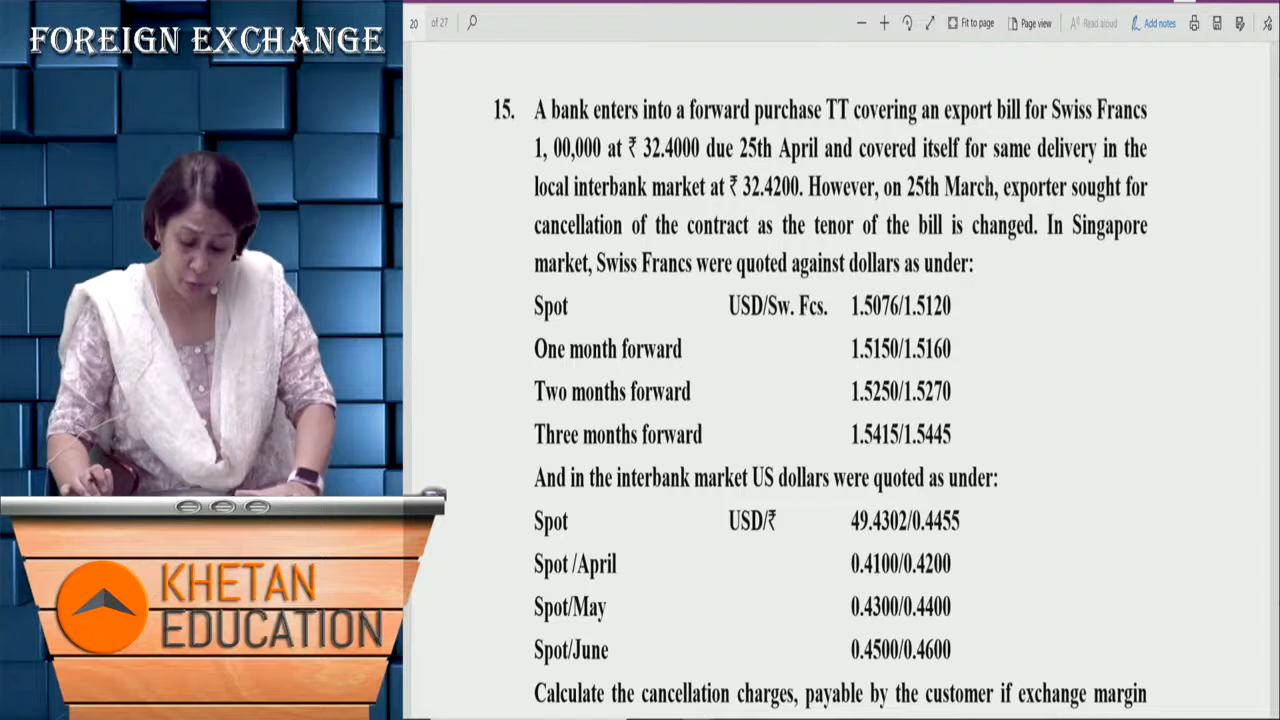 FOREIGN EXCHANGE
20 of 27
Fit to page
Page view
Read aloud
Add notes
15. A bank enters into a forward purchase TT covering an export bill for Swiss Francs
1, 00,000 at ₹ 32.4000 due 25th April and covered itself for same delivery in the
local interbank market at ₹ 32.4200. However, on 25th March, exporter sought for
cancellation of the contract as the tenor of the bill is changed. In Singapore
market, Swiss Francs were quoted against dollars as under:
Spot USD/Sw. Fcs. 1.5076/1.5120
One month forward 1.5150/1.5160
Two months forward 1.5250/1.5270
Three months forward 1.5415/1.5445
And in the interbank market US dollars were quoted as under:
Spot USD/₹ 49.4302/0.4455
Spot /April 0.4100/0.4200
Spot/May 0.4300/0.4400
Spot/June 0.4500/0.4600
Calculate the cancellation charges, payable by the customer if exchange margin
KHETAN
EDUCATION